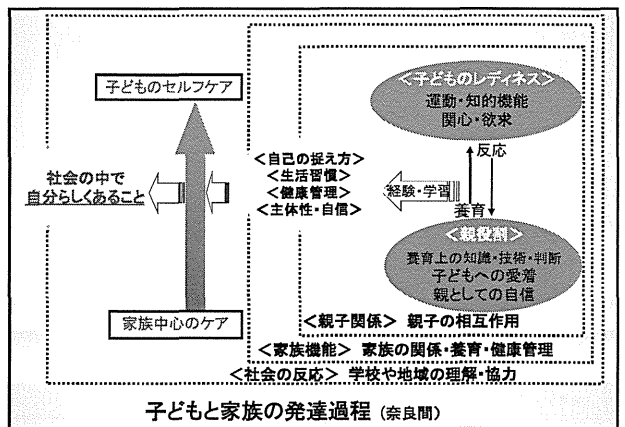 <子どものレディネス>
運動・知的機能
関心・欲求
子どものセルフケア
反応
<自己の捉え方>
<生活習慣>
<健康管理>
<主体性・自信>
経験・学習
社会の中で
自分らしくあること
養育
<親役割>
養育上の知識・技術・判断
子どもへの愛着
親としての自信
家族中心のケア
<親子関係> 親子の相互作用
<家族機能> 家族の関係・養育・健康管理
<社会の反応> 学校や地域の理解・協力
子どもと家族の発達過程 (奈良間)